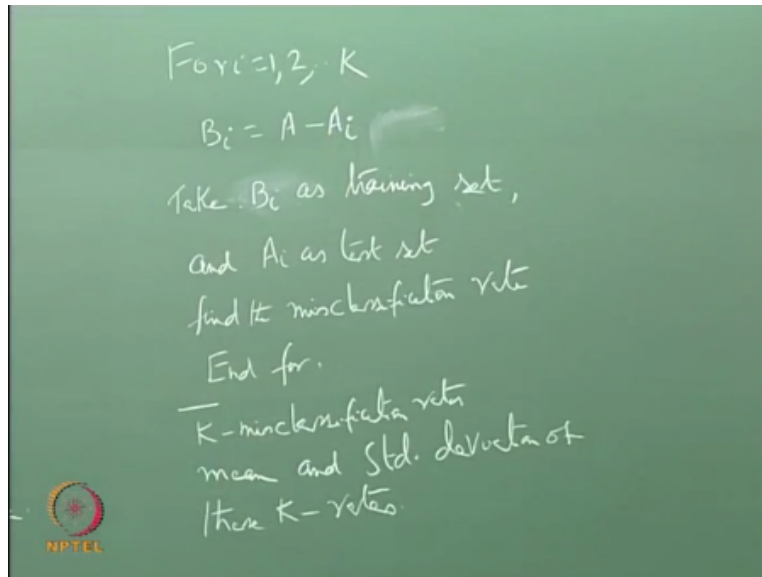 For i=1,2,.. K
Bi = A - Ai
Take Bi as training set,
and Ai as test set
find the misclassification rate
End for.
K-misclassification rates
mean and Std. deviation of
these K-rates.
NPTEL